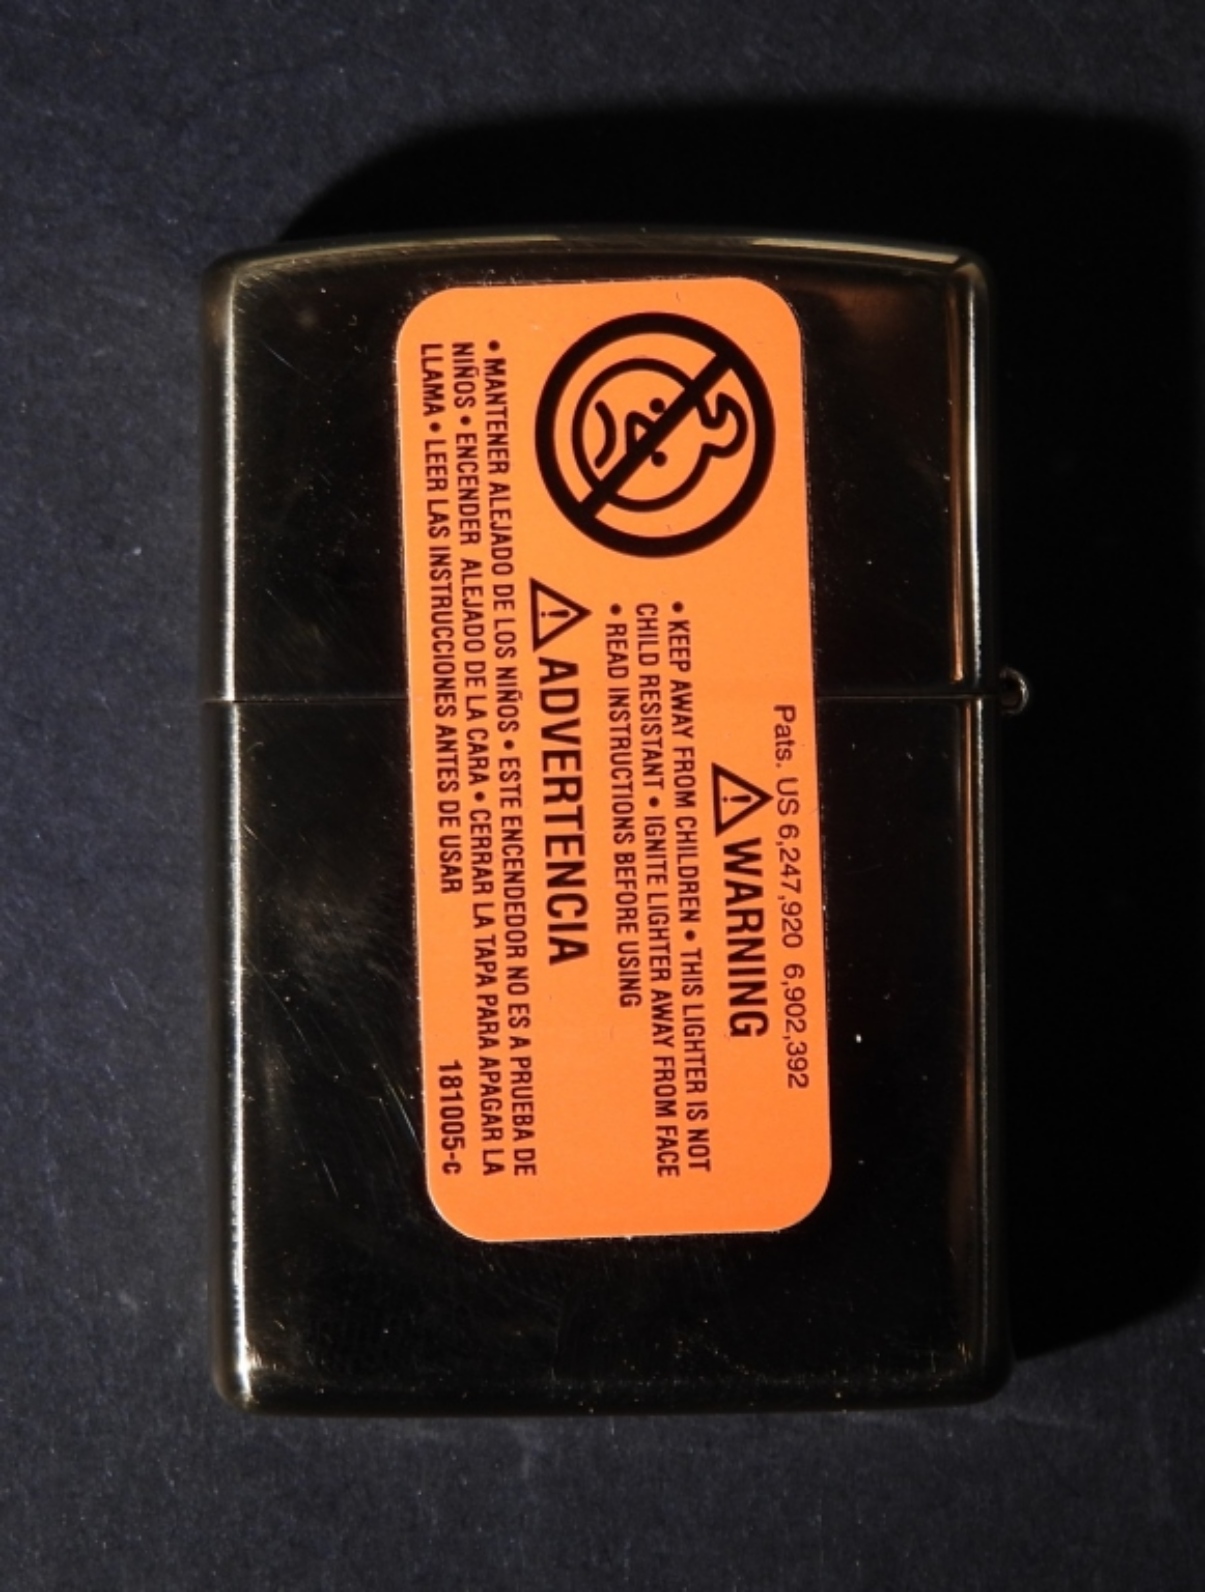 Pats. US 6,247,920 6,902,392
WARNING
• KEEP AWAY FROM CHILDREN • THIS LIGHTER IS NOT
CHILD RESISTANT • IGNITE LIGHTER AWAY FROM FACE
• READ INSTRUCTIONS BEFORE USING
ADVERTENCIA
• MANTENER ALEJADO DE LOS NIÑOS • ESTE ENCENDEDOR NO ES A PRUEBA DE
NIÑOS • ENCENDER ALEJADO DE LA CARA • CERRAR LA TAPA PARA APAGAR LA
LLAMA • LEER LAS INSTRUCCIONES ANTES DE USAR
181005-c